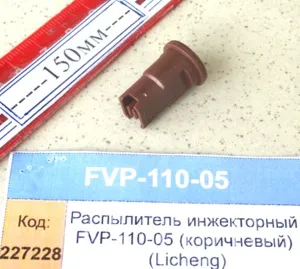 150мм
FVP-110-05
Код:
227228
Распылитель инжекторный
FVP-110-05 (коричневый)
(Licheng)